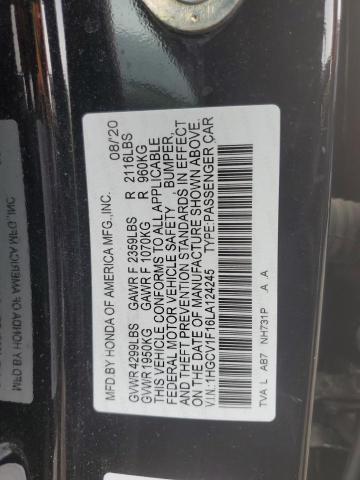 MFD.BY HONDA OF AMERICA MFG.,INC. 08/20
GVWR 4299LBS GAWR F 2359LBS R 2116LBS
GVWR 1950KG GAWR F 1070KG R 960KG
THIS VEHICLE CONFORMS TO ALL APPLICABLE
FEDERAL MOTOR VEHICLE SAFETY, BUMPER,
AND THEFT PREVENTION STANDARDS IN EFFECT
ON THE DATE OF MANUFACTURE SHOWN ABOVE.
V.I.N.:1HGCV1F16LA124245 TYPE:PASSENGER CAR
TVA L AB7 NH731P A A
MFD.BY HONDA OF AMERICA MFG.,INC